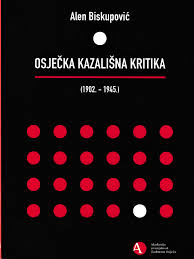 Alen Biskupović
OSJEČKA KAZALIŠNA KRITIKA
(1902. - 1945.)
A